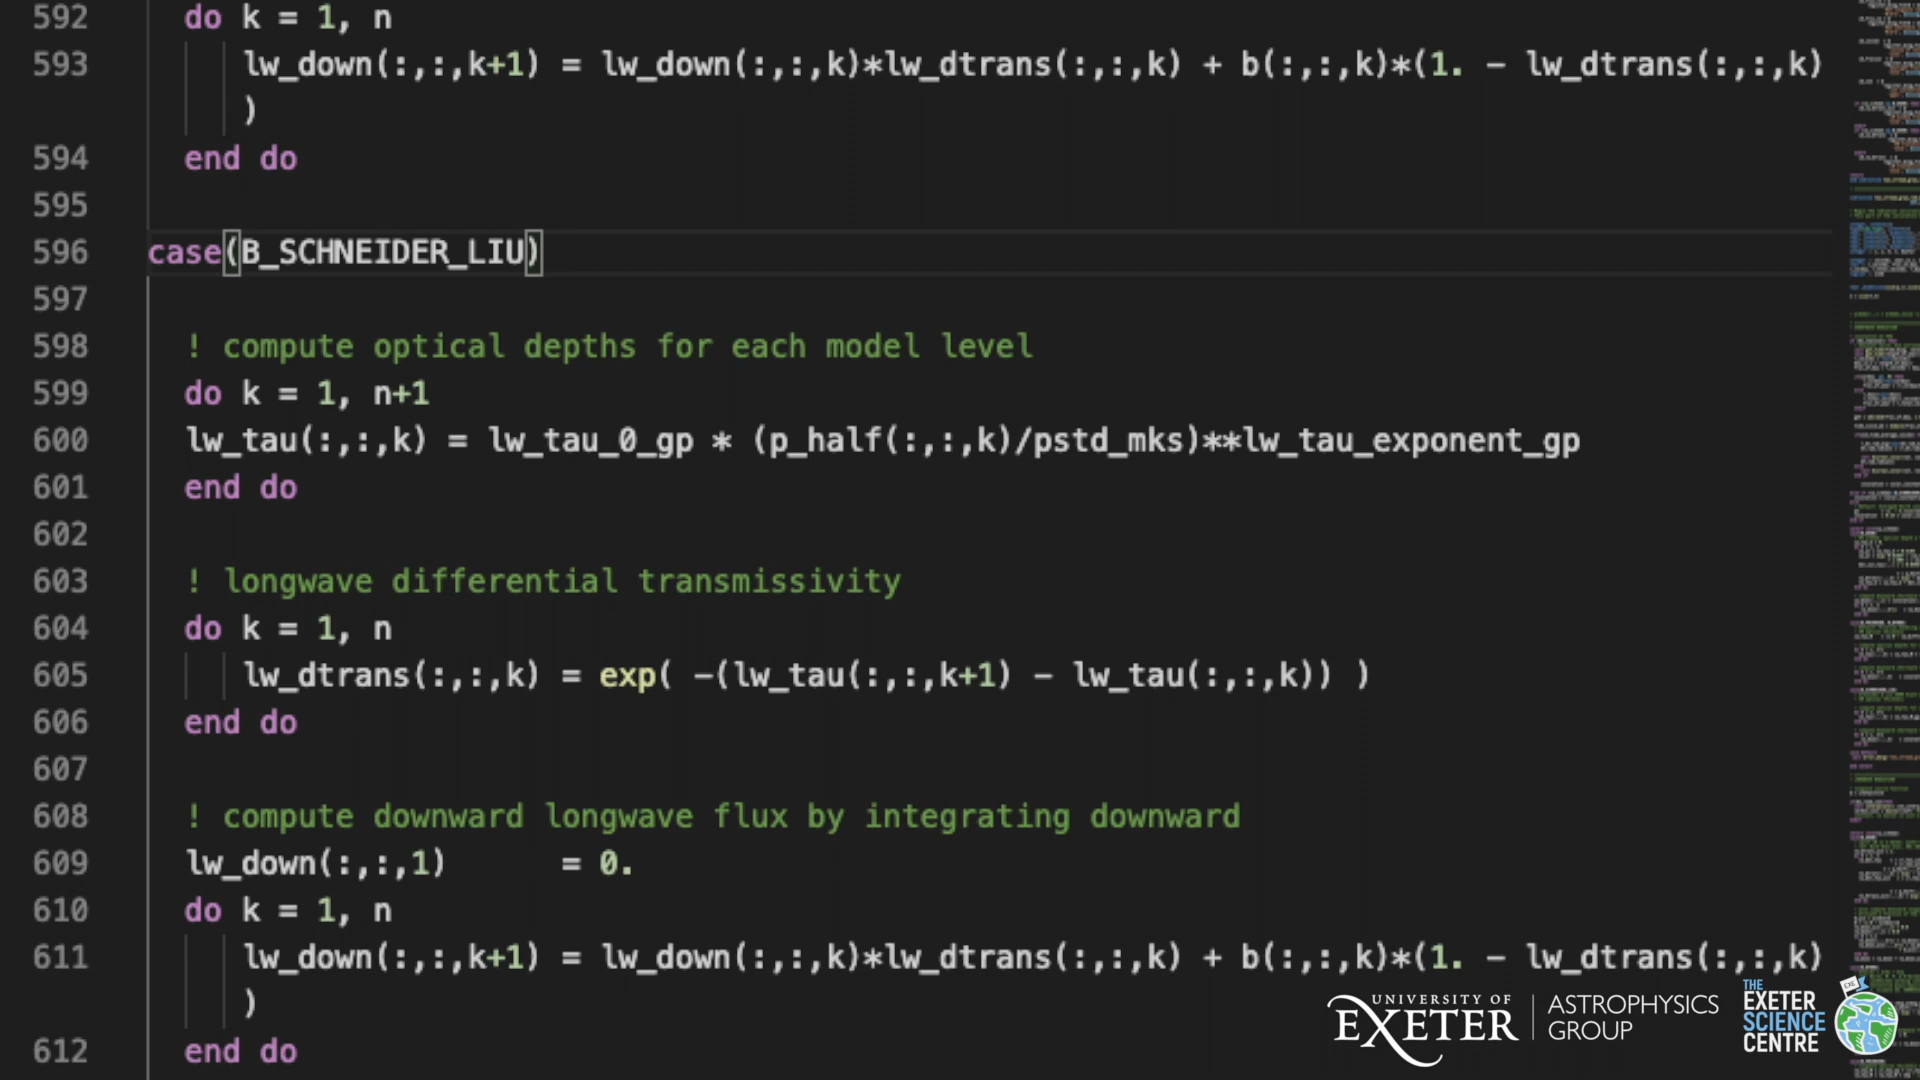 592 do k = 1, n
593 lw_down(:,:,k+1) = lw_down(:,:,k)*lw_dtrans(:,:,k) + b(:,:,k)*(1. - lw_dtrans(:,:,k)
)
594 end do
595
596 case(B_SCHNEIDER_LIU)
597
598 ! compute optical depths for each model level
599 do k = 1, n+1
600 lw_tau(:,:,k) = lw_tau_0_gp * (p_half(:,:,k)/pstd_mks)**lw_tau_exponent_gp
601 end do
602
603 ! longwave differential transmissivity
604 do k = 1, n
605 lw_dtrans(:,:,k) = exp( -(lw_tau(:,:,k+1) - lw_tau(:,:,k)) )
606 end do
607
608 ! compute downward longwave flux by integrating downward
609 lw_down(:,:,1) = 0.
610 do k = 1, n
611 lw_down(:,:,k+1) = lw_down(:,:,k)*lw_dtrans(:,:,k) + b(:,:,k)*(1. - lw_dtrans(:,:,k)
)
612 end do
UNIVERSITY OF
EXETER
ASTROPHYSICS
GROUP
THE
EXETER
SCIENCE
CENTRE
EXE